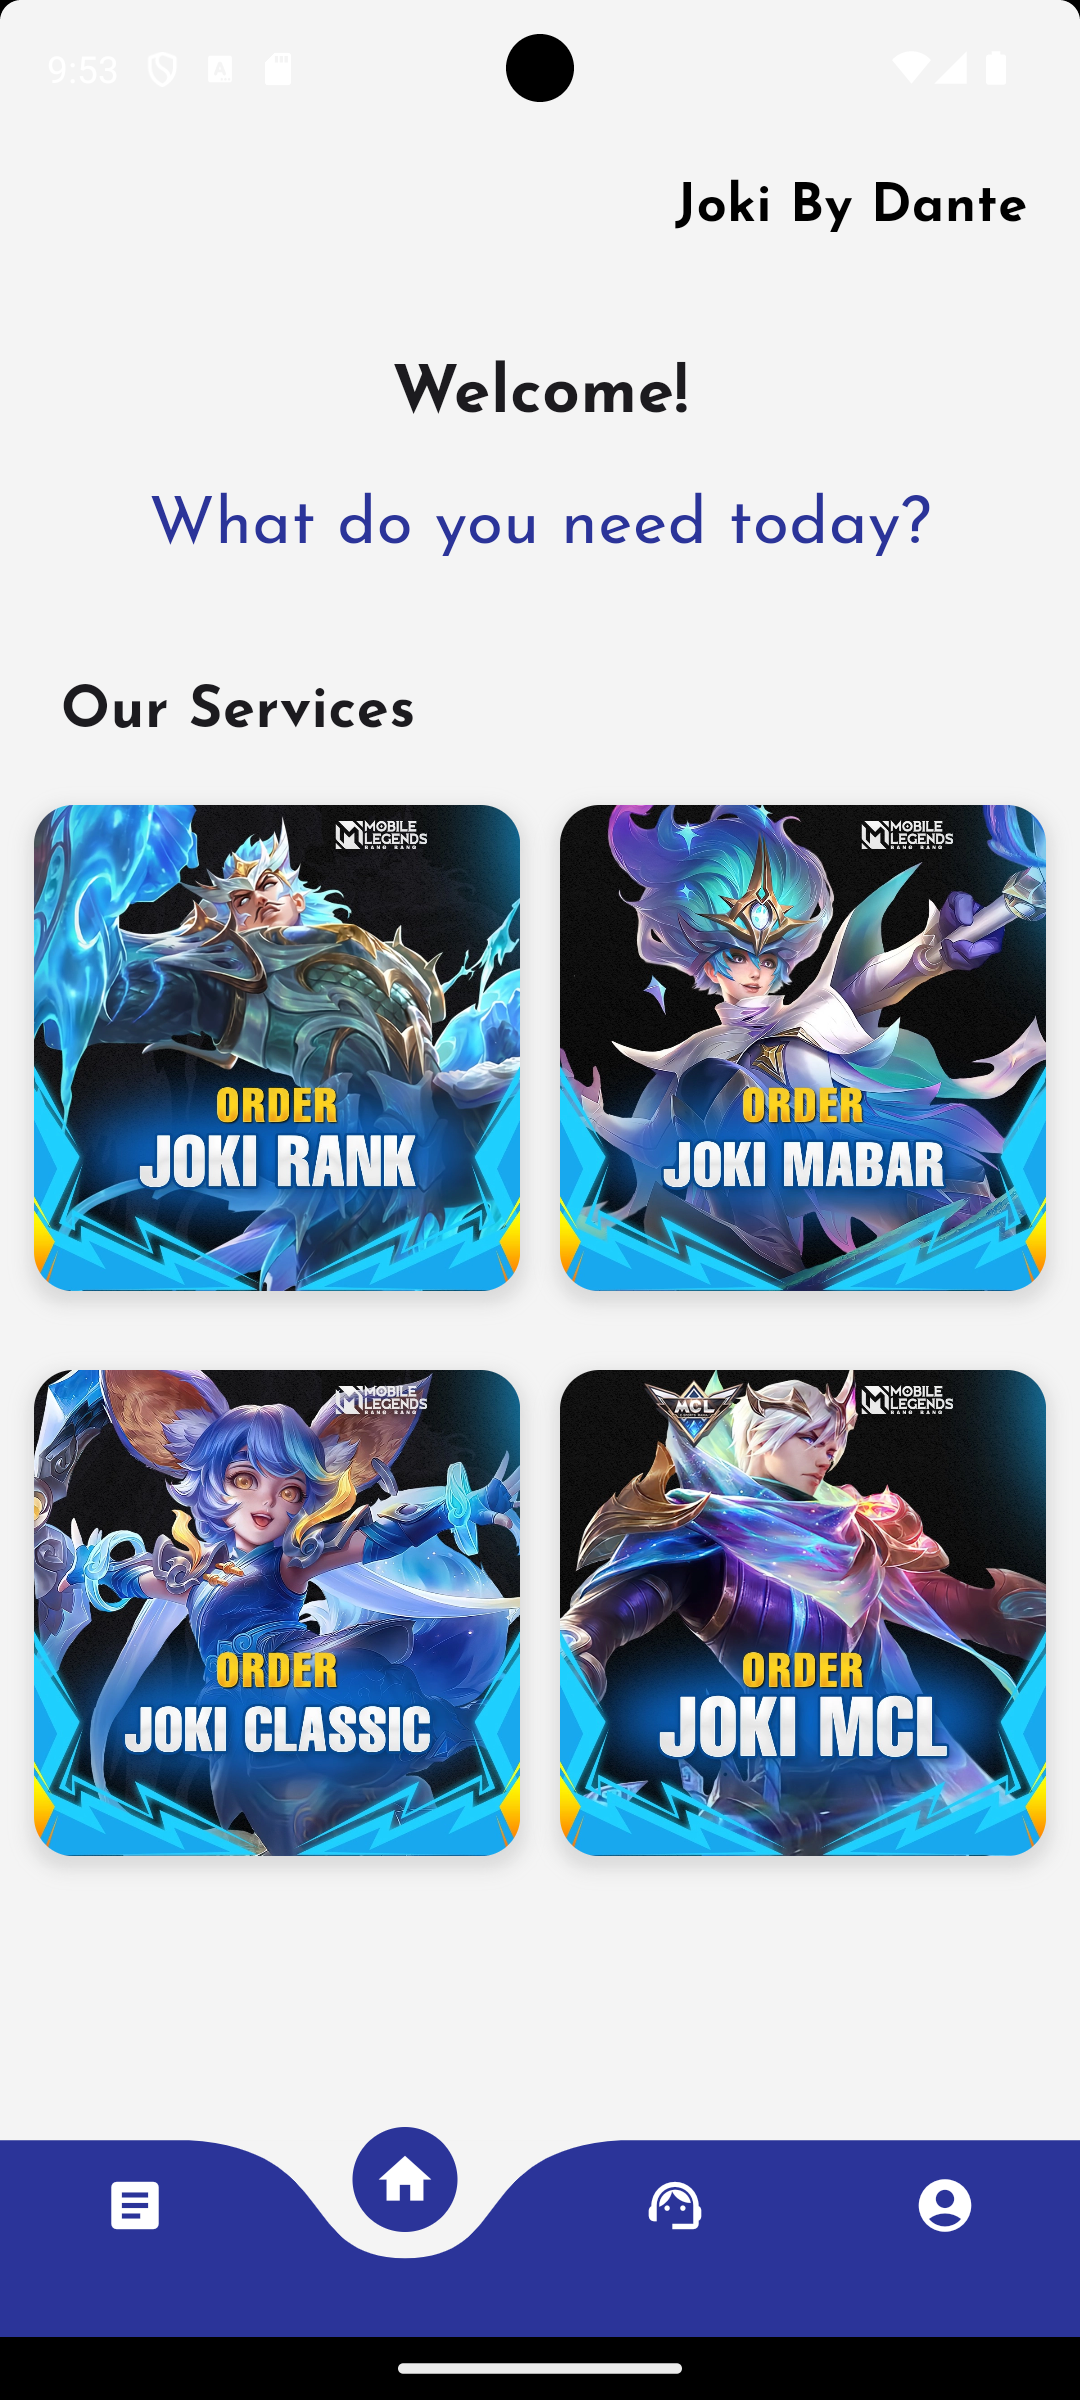 9:53
Joki By Dante
Welcome!
What do you need today?
Our Services
MOBILE
LEGENDS
BANG BANG
ORDER
JOKI RANK
MOBILE
LEGENDS
BANG BANG
ORDER
JOKI MABAR
MOBILE
LEGENDS
BANG BANG
ORDER
JOKI CLASSIC
MCL
MOBILE
LEGENDS
BANG BANG
ORDER
JOKI MCL